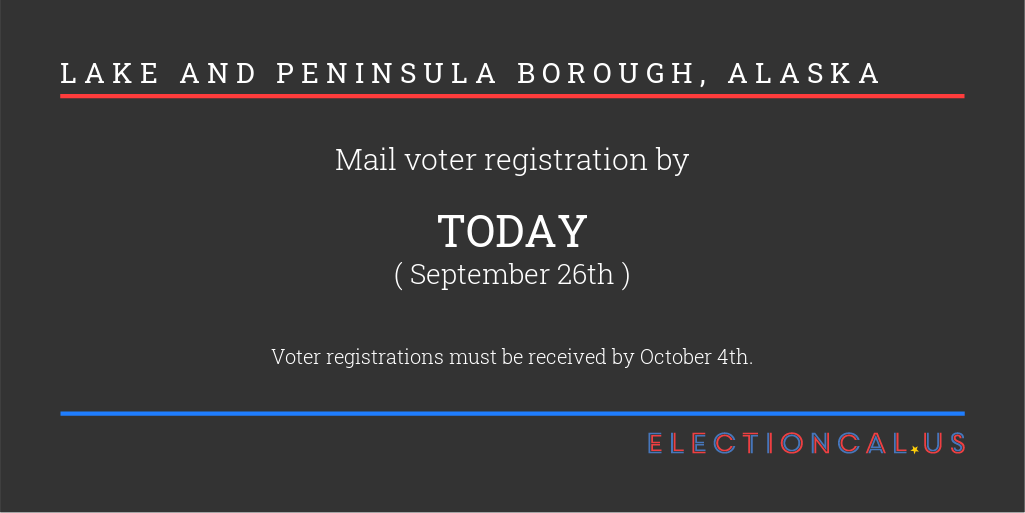 LAKE AND PENINSULA BOROUGH, ALASKA
Mail voter registration by
TODAY
( September 26th )
Voter registrations must be received by October 4th.
ELECTIONCAL.US